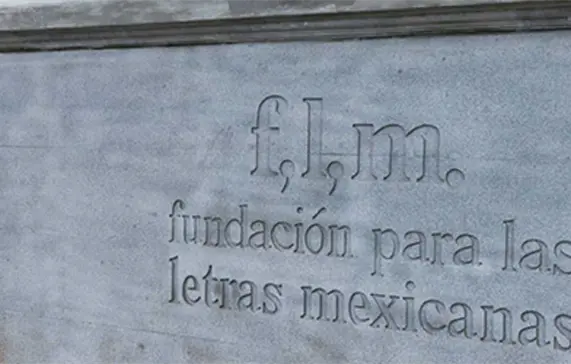 f,l,m.
fundación para las
letras mexicanas